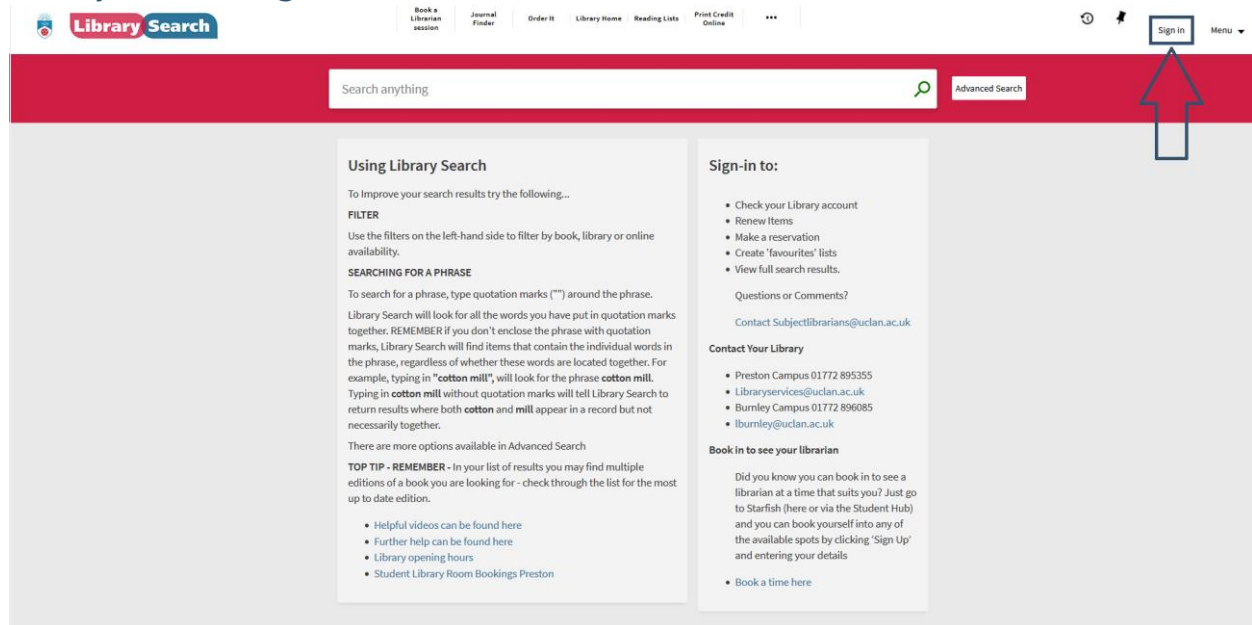 Library Search
Book a
Librarian
session
Journal
Finder
Order It
Library Home
Reading Lists
Print Credit
Online
Sign in
Menu
Search anything
Advanced Search
Using Library Search
To Improve your search results try the following...
FILTER
Use the filters on the left-hand side to filter by book, library or online
availability.
SEARCHING FOR A PHRASE
To search for a phrase, type quotation marks ("") around the phrase.
Library Search will look for all the words you have put in quotation marks
together. REMEMBER if you don't enclose the phrase with quotation
marks, Library Search will find items that contain the individual words in
the phrase, regardless of whether these words are located together. For
example, typing in "cotton mill", will look for the phrase cotton mill.
Typing in cotton mill without quotation marks will tell Library Search to
return results where both cotton and mill appear in a record but not
necessarily together.
There are more options available in Advanced Search
TOP TIP - REMEMBER - In your list of results you may find multiple
editions of a book you are looking for - check through the list for the most
up to date edition.
• Helpful videos can be found here
• Further help can be found here
• Library opening hours
• Student Library Room Bookings Preston
Sign-in to:
• Check your Library account
• Renew Items
• Make a reservation
• Create 'favourites' lists
• View full search results.
Questions or Comments?
Contact Subjectlibrarians@uclan.ac.uk
Contact Your Library
• Preston Campus 01772 895355
• Libraryservices@uclan.ac.uk
• Burnley Campus 01772 896085
• lburnley@uclan.ac.uk
Book in to see your librarian
Did you know you can book in to see a
librarian at a time that suits you? Just go
to Starfish (here or via the Student Hub)
and you can book yourself into any of
the available spots by clicking 'Sign Up'
and entering your details
• Book a time here